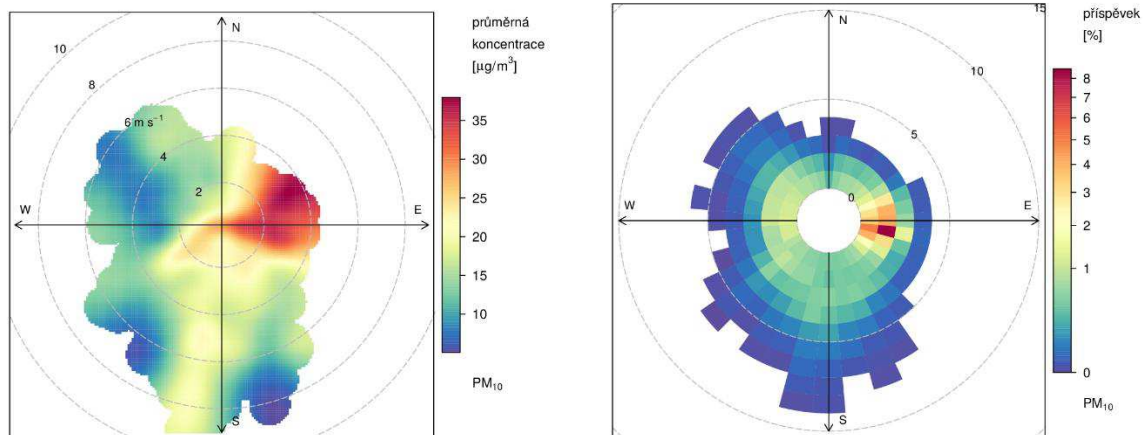 průměrná
koncentrace
[µg/m³]
35
30
25
20
15
10
PM₁₀
N
E
S
W
2
4
6 m s⁻¹
8
10
příspěvek
[%]
8
7
6
5
4
3
2
1
0
PM₁₀
N
E
S
W
0
5
10
15